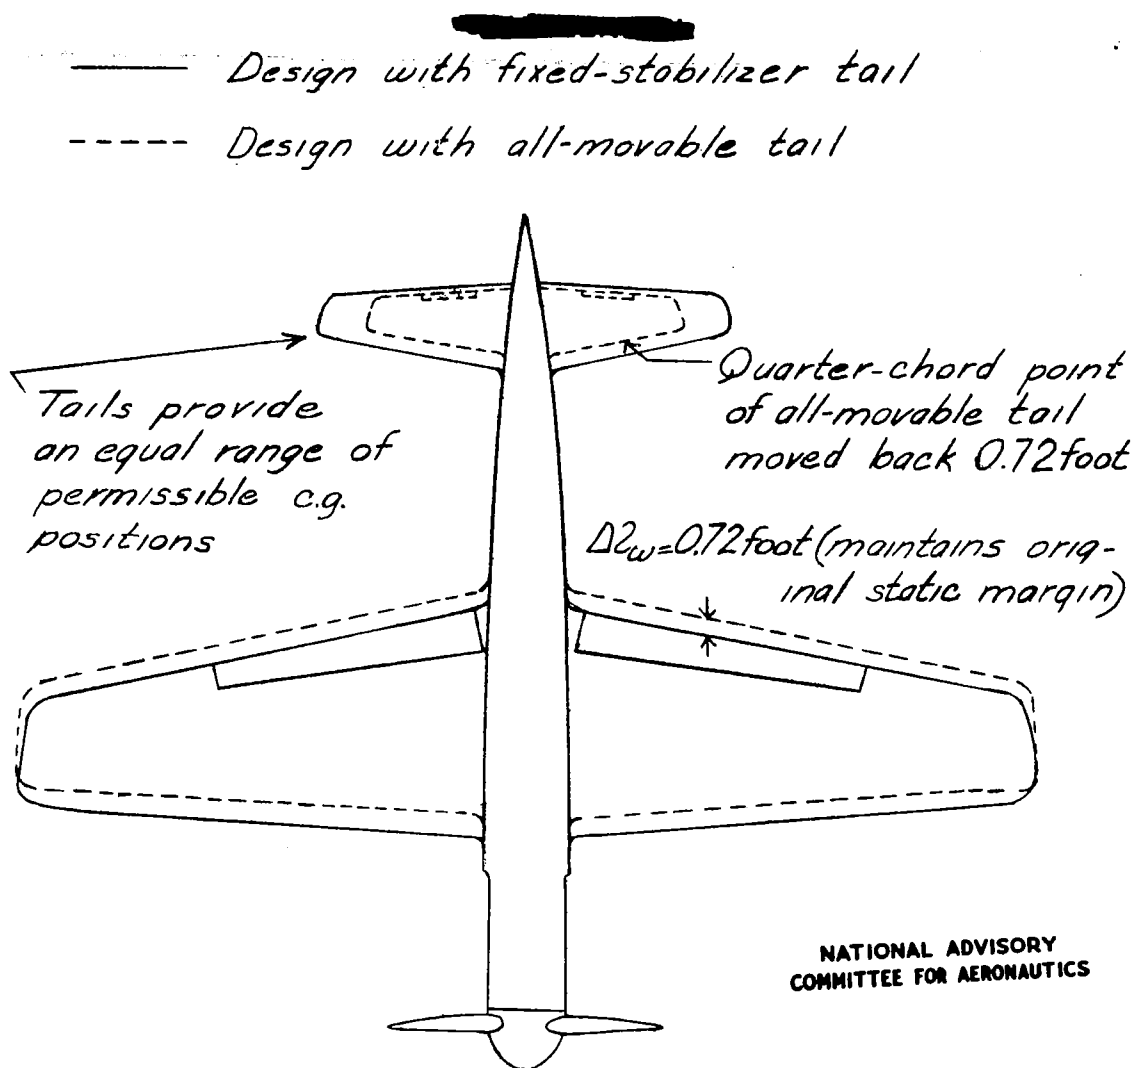 Design with fixed-stabilizer tail
Design with all-movable tail
Tails provide
an equal range of
permissible c.g.
positions
Quarter-chord point
of all-movable tail
moved back 0.72 foot
Δl_w=0.72 foot (maintains orig-
inal static margin)
NATIONAL ADVISORY
COMMITTEE FOR AERONAUTICS